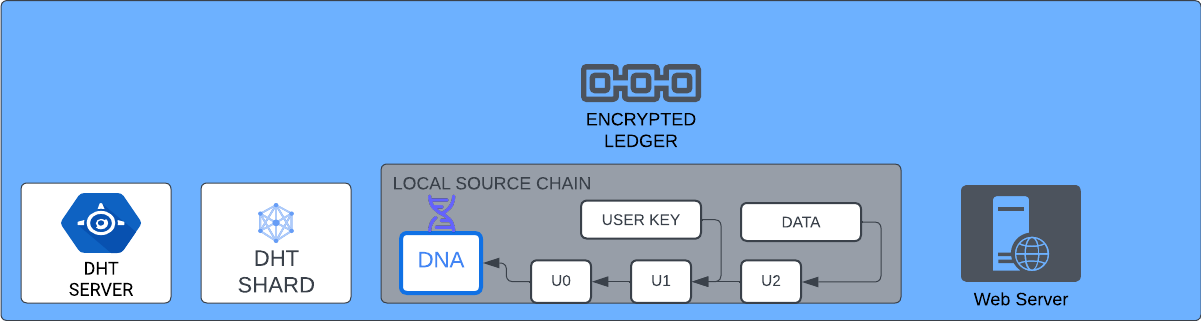 ENCRYPTED
LEDGER
LOCAL SOURCE CHAIN
USER KEY
DATA
DNA
DHT
SERVER
DHT
SHARD
U0
U1
U2
Web Server